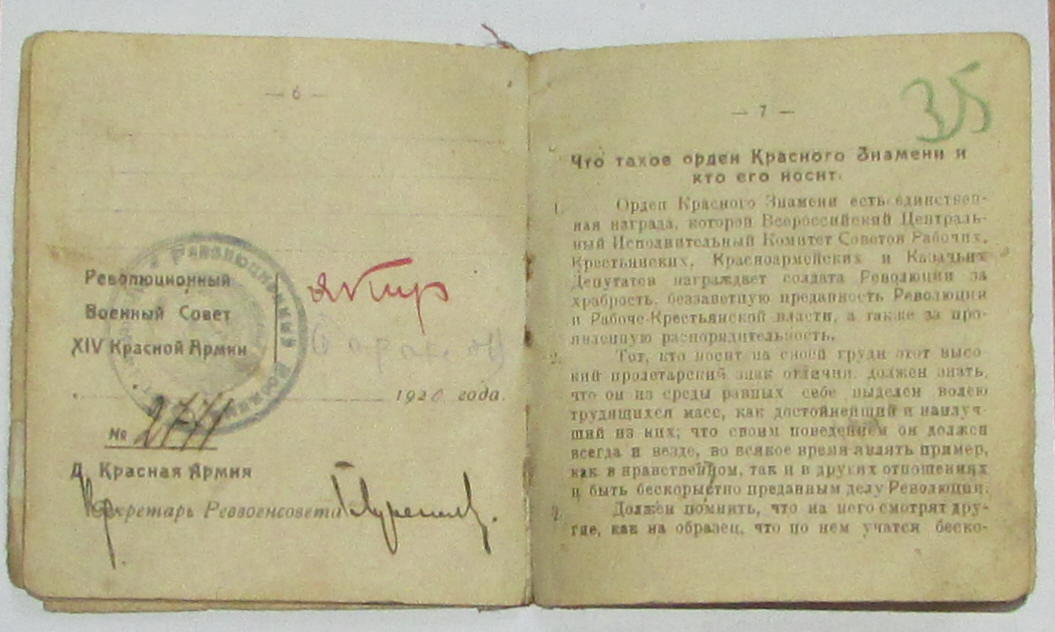 — 6 —
Революционный
Военный Совет
XIV Красной Армии
1920 года.
№ 2771
Д. Красная Армия
Секретарь Реввоенсовета
35
— 7 —
Что такое орден Красного Знамени и
кто его носит.
1. Орден Красного Знамени есть единствен-
ная награда, которой Всероссийский Централь-
ный Исполнительный Комитет Советов Рабочих,
Крестьянских, Красноармейских и Казачьих
Депутатов награждает солдата Революции за
храбрость, беззаветную преданность Революции
и Рабоче-Крестьянской власти, а также за про-
явленную распорядительность.
2. Тот, кто носит на своей груди этот высо-
кий пролетарский знак отличия, должен знать,
что он из среды равных себе выделен волею
трудящихся масс, как достойнейший и наилуч-
ший из них; что своим поведением он должен
всегда и везде, во всякое время являть пример,
как в нравственном, так и в других отношениях
и быть бескорыстно преданным делу Революции.
Должен помнить, что на него смотрят дру-
гие, как на образец, что по нем учатся беско-